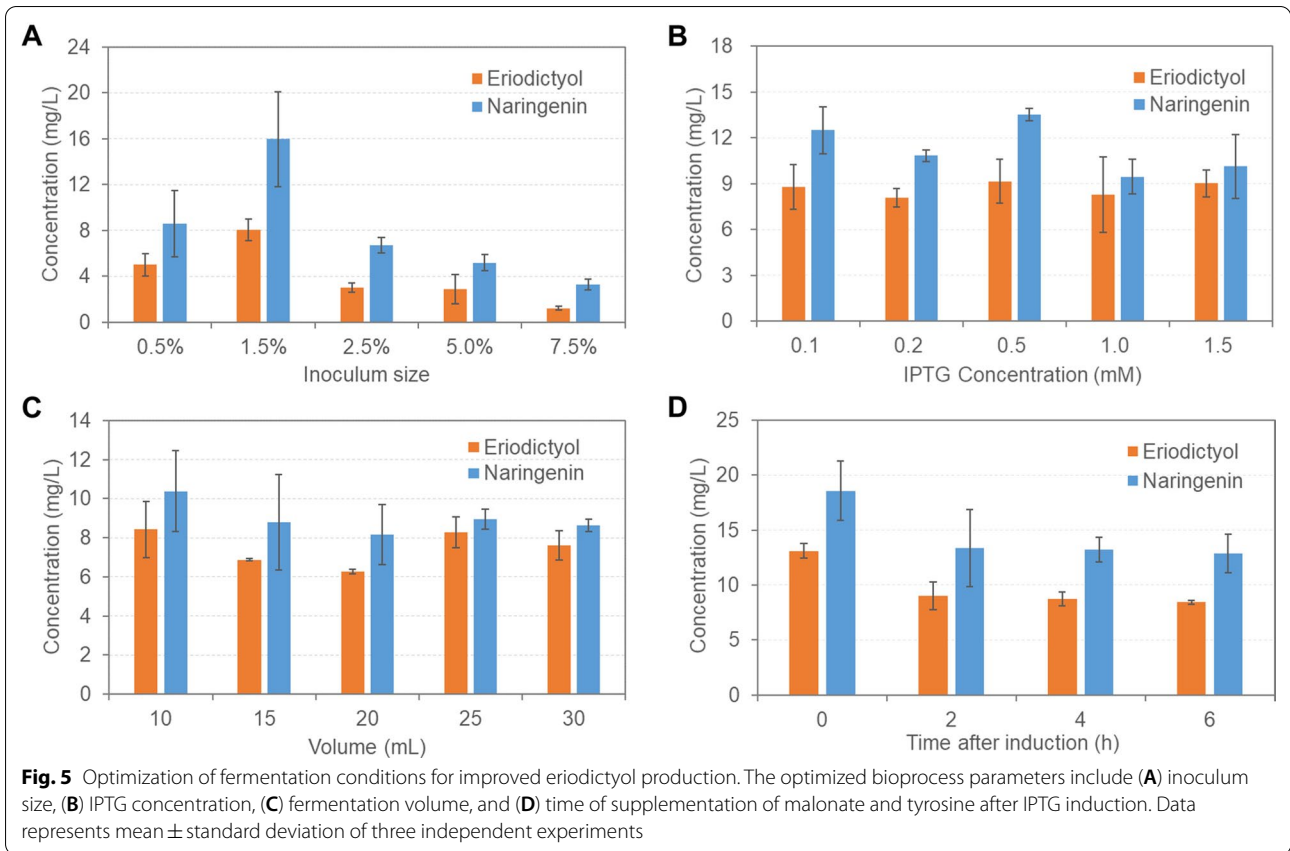 A
24
20
16
12
8
4
0
Concentration (mg/L)
Eriodictyol
Naringenin
0.5% 1.5% 2.5% 5.0% 7.5%
Inoculum size
B
18
15
12
9
6
3
0
Concentration (mg/L)
Eriodictyol
Naringenin
0.1 0.2 0.5 1.0 1.5
IPTG Concentration (mM)
C
14
12
10
8
6
4
2
0
Concentration (mg/L)
Eriodictyol
Naringenin
10 15 20 25 30
Volume (mL)
D
25
20
15
10
5
0
Concentration (mg/L)
Eriodictyol
Naringenin
0 2 4 6
Time after induction (h)
Fig. 5 Optimization of fermentation conditions for improved eriodictyol production. The optimized bioprocess parameters include (A) inoculum
size, (B) IPTG concentration, (C) fermentation volume, and (D) time of supplementation of malonate and tyrosine after IPTG induction. Data
represents mean ± standard deviation of three independent experiments